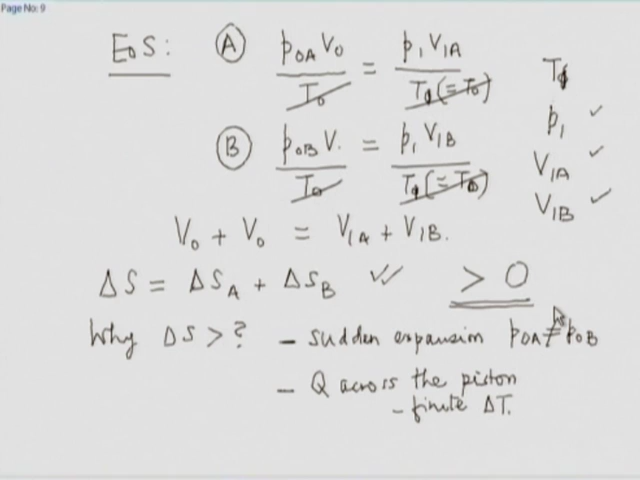 Page No: 9
EoS: Ⓐ p0A V0 / T0 = p1 V1A / T1 (= T0)
T1
p1 ✓
Ⓑ p0B V. / T0 = p1 V1B / T1 (= T0)
V1A ✓
V1B ✓
V0 + V0 = V1A + V1B.
ΔS = ΔSA + ΔSB ✓✓ > 0
Why ΔS > ? - sudden expansion p0A ≠ p0B
- Q across the piston
- finite ΔT.